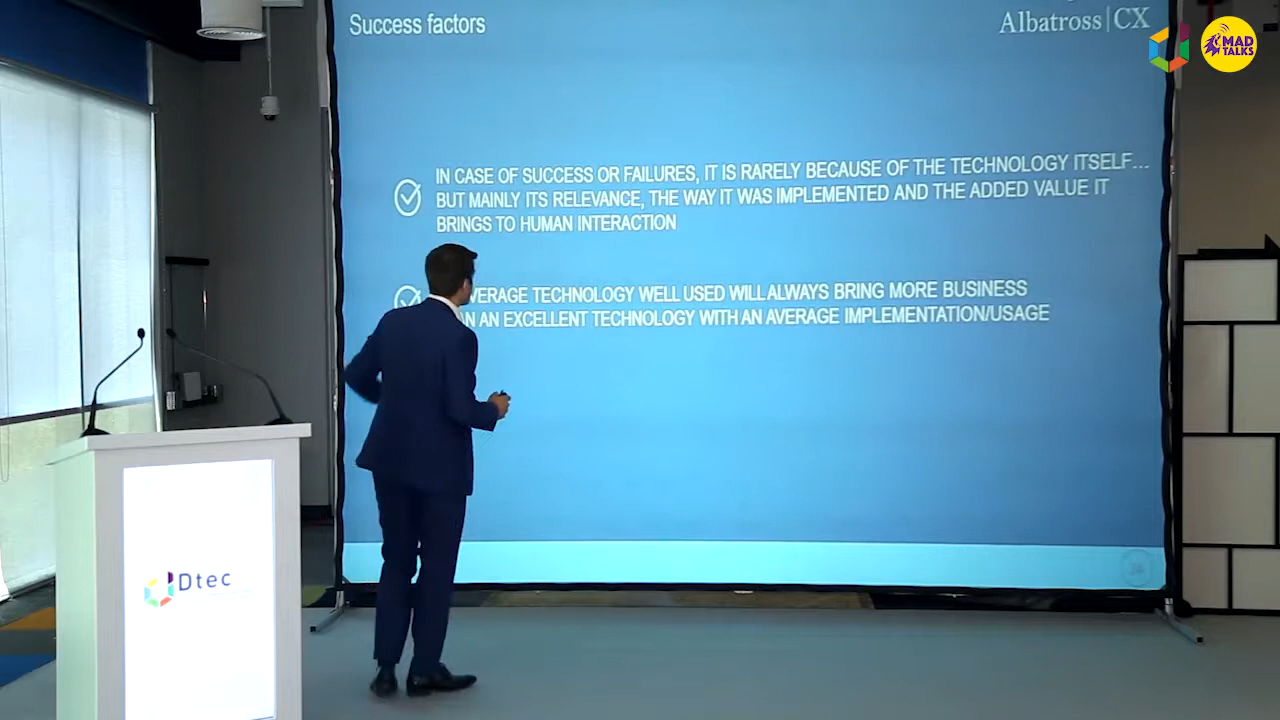 Success factors
Albatross|CX
MAD
TALKS
IN CASE OF SUCCESS OR FAILURES, IT IS RARELY BECAUSE OF THE TECHNOLOGY ITSELF...
BUT MAINLY ITS RELEVANCE, THE WAY IT WAS IMPLEMENTED AND THE ADDED VALUE IT
BRINGS TO HUMAN INTERACTION
TECHNOLOGY WELL USED WILL ALWAYS BRING MORE BUSINESS
AN EXCELLENT TECHNOLOGY WITH AN AVERAGE IMPLEMENTATION/USAGE
Dtec